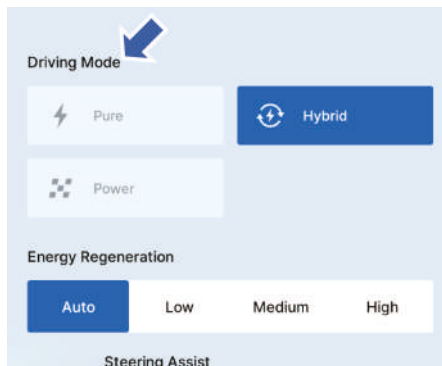 Driving Mode
Pure
Hybrid
Power
Energy Regeneration
Auto Low Medium High
Steering Assist